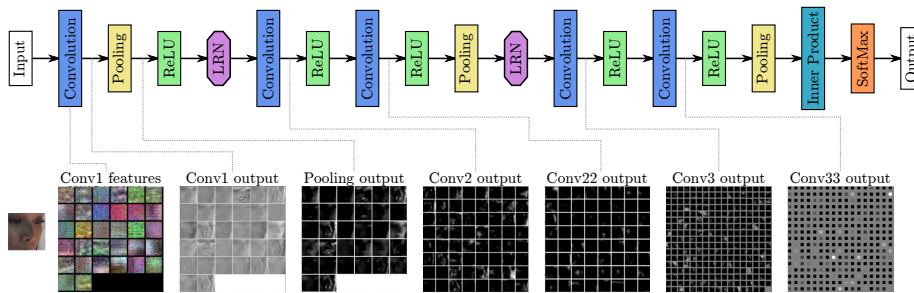 Input
Convolution
Pooling
ReLU
LRN
Convolution
ReLU
Convolution
ReLU
Pooling
LRN
Convolution
ReLU
Convolution
ReLU
Pooling
Inner Product
SoftMax
Output
Conv1 features
Conv1 output
Pooling output
Conv2 output
Conv22 output
Conv3 output
Conv33 output